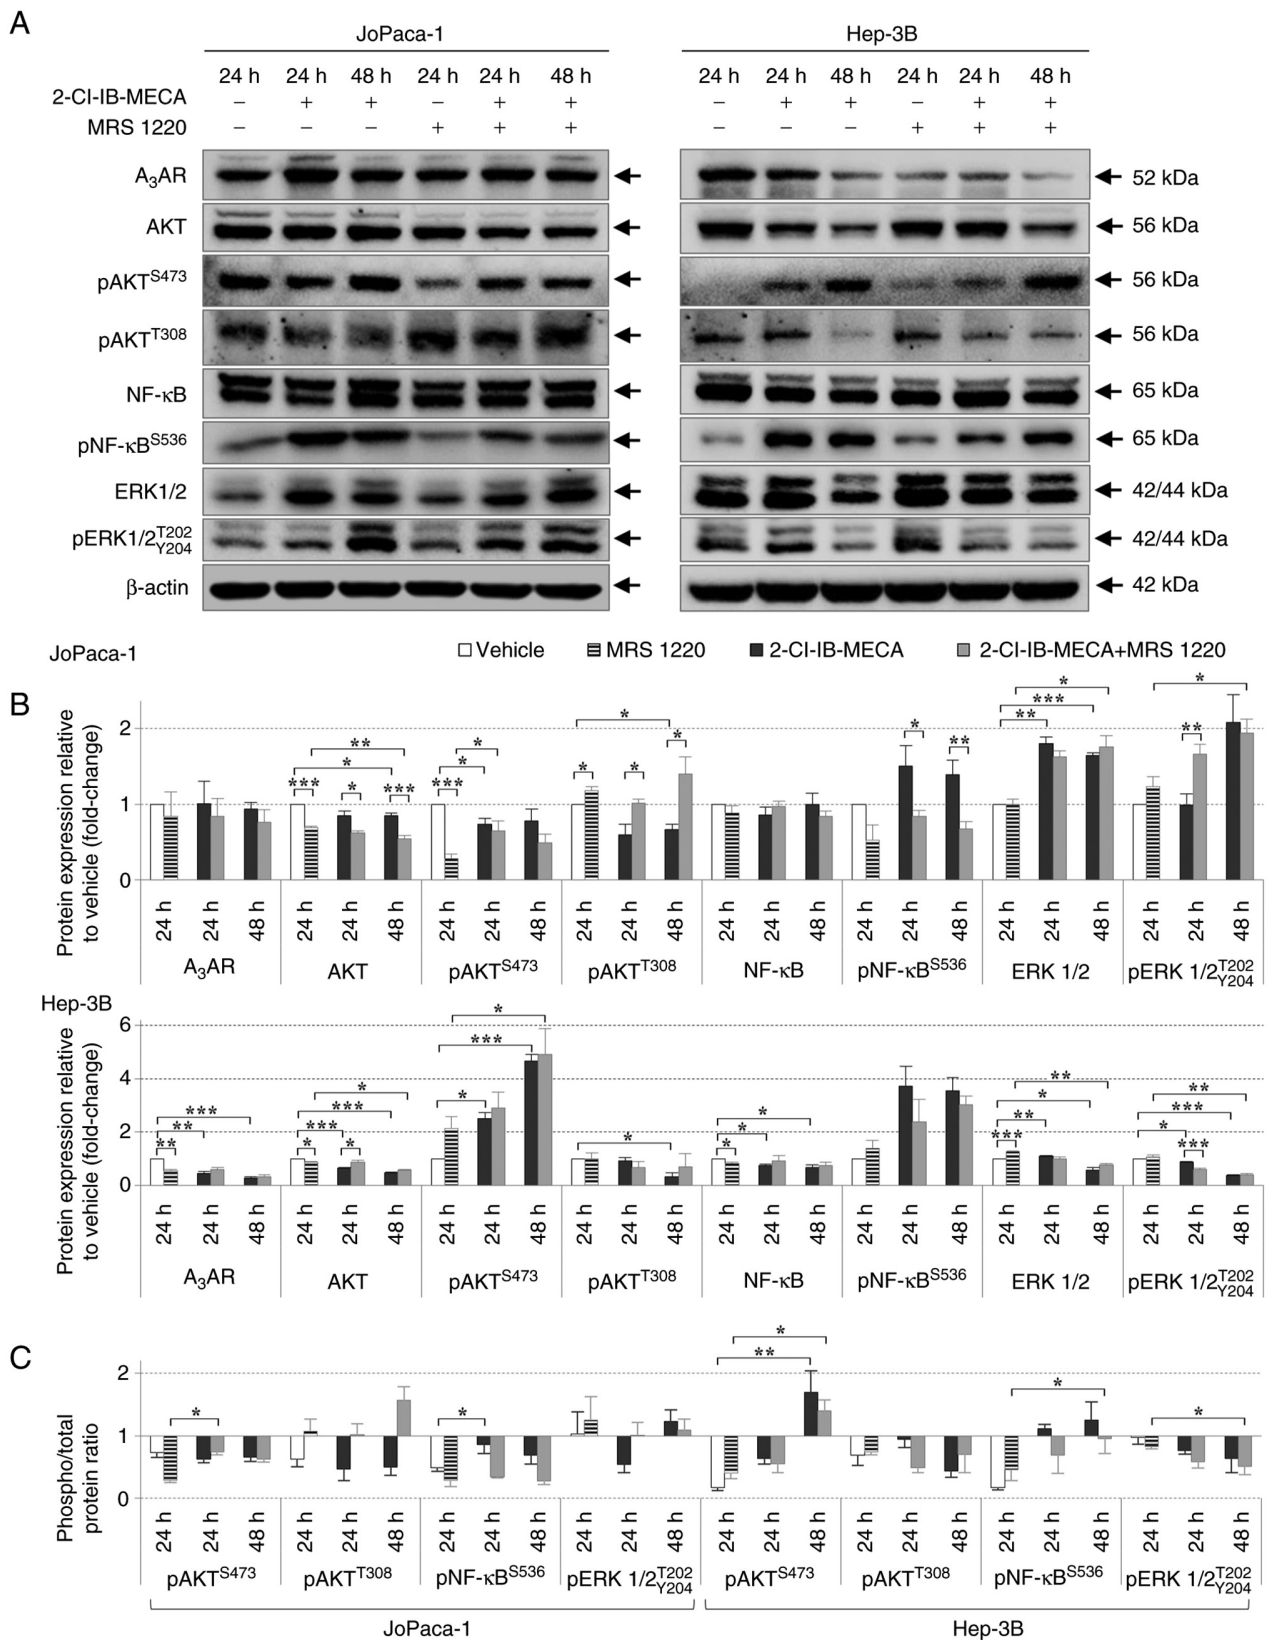 A
JoPaca-1 Hep-3B
24 h 24 h 48 h 24 h 24 h 48 h 24 h 24 h 48 h 24 h 24 h 48 h
2-CI-IB-MECA – + + – + + – + + – + +
MRS 1220 – – – + + + – – – + + +
A₃AR 52 kDa
AKT 56 kDa
pAKTS473 56 kDa
pAKTT308 56 kDa
NF-κB 65 kDa
pNF-κBS536 65 kDa
ERK1/2 42/44 kDa
pERK1/2T202 Y204 42/44 kDa
β-actin 42 kDa
JoPaca-1 Vehicle MRS 1220 2-CI-IB-MECA 2-CI-IB-MECA+MRS 1220
B
Protein expression relative
to vehicle (fold-change)
2
1
0
*** * *** ** * *** * * * * * * * ** ** *** * ** *
24 h 24 h 48 h 24 h 24 h 48 h 24 h 24 h 48 h 24 h 24 h 48 h 24 h 24 h 48 h 24 h 24 h 48 h 24 h 24 h 48 h 24 h 24 h 48 h
A₃AR AKT pAKTS473 pAKTT308 NF-κB pNF-κBS536 ERK 1/2 pERK 1/2T202 Y204
Hep-3B
Protein expression relative
to vehicle (fold-change)
6
4
2
0
** ** *** * * *** *** * * *** * * * * * *** ** * ** *** * *** **
24 h 24 h 48 h 24 h 24 h 48 h 24 h 24 h 48 h 24 h 24 h 48 h 24 h 24 h 48 h 24 h 24 h 48 h 24 h 24 h 48 h 24 h 24 h 48 h
A₃AR AKT pAKTS473 pAKTT308 NF-κB pNF-κBS536 ERK 1/2 pERK 1/2T202 Y204
C
Phospho/total
protein ratio
2
1
0
* * ** * * *
24 h 24 h 48 h 24 h 24 h 48 h 24 h 24 h 48 h 24 h 24 h 48 h 24 h 24 h 48 h 24 h 24 h 48 h 24 h 24 h 48 h 24 h 24 h 48 h
pAKTS473 pAKTT308 pNF-κBS536 pERK 1/2T202 Y204 pAKTS473 pAKTT308 pNF-κBS536 pERK 1/2T202 Y204
JoPaca-1 Hep-3B